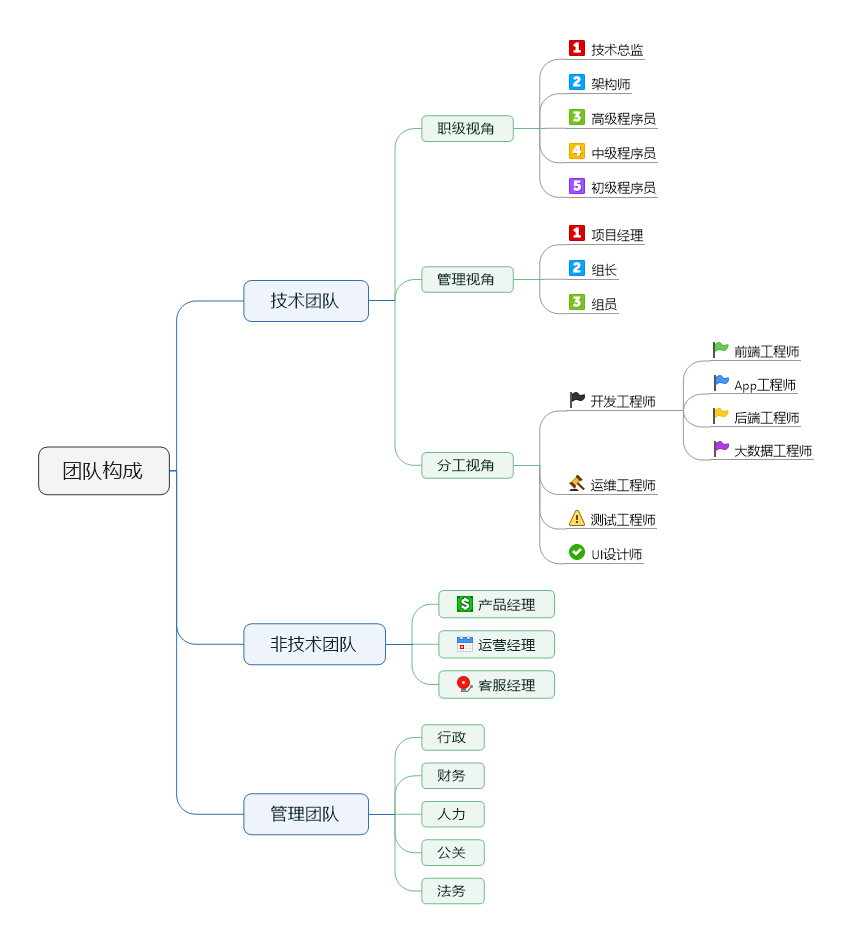 团队构成
技术团队
职级视角
1 技术总监
2 架构师
3 高级程序员
4 中级程序员
5 初级程序员
管理视角
1 项目经理
2 组长
3 组员
分工视角
开发工程师
前端工程师
App工程师
后端工程师
大数据工程师
运维工程师
测试工程师
UI设计师
非技术团队
产品经理
运营经理
客服经理
管理团队
行政
财务
人力
公关
法务